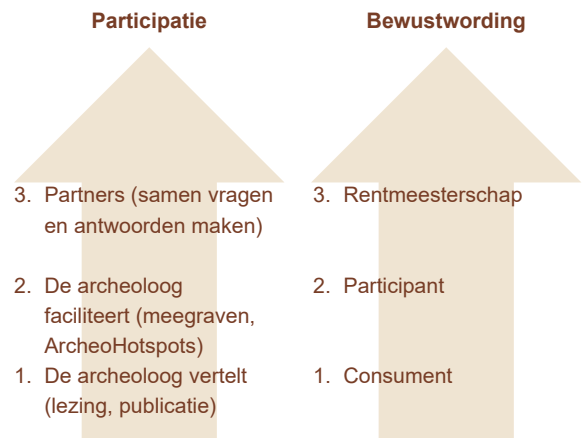 Participatie
3. Partners (samen vragen
en antwoorden maken)
2. De archeoloog
faciliteert (meegraven,
ArcheoHotspots)
1. De archeoloog vertelt
(lezing, publicatie)
Bewustwording
3. Rentmeesterschap
2. Participant
1. Consument